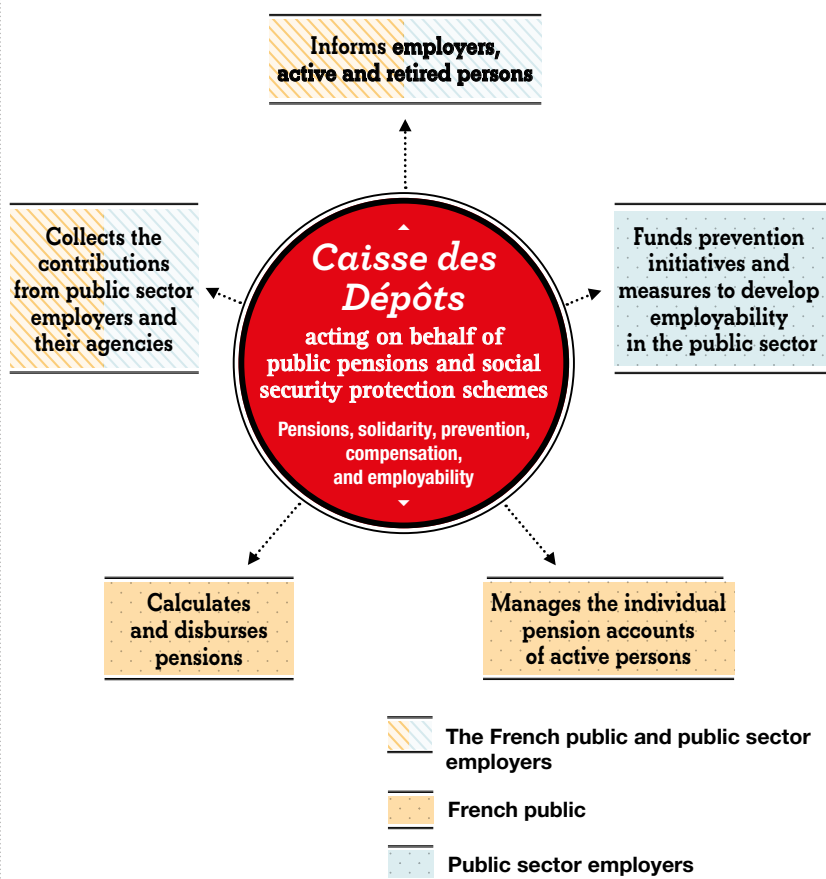 Informs employers,
active and retired persons
Collects the
contributions
from public sector
employers and
their agencies
Caisse des
Dépôts
acting on behalf of
public pensions and social
security protection schemes
Pensions, solidarity, prevention,
compensation,
and employability
Funds prevention
initiatives and
measures to develop
employability
in the public sector
Calculates
and disburses
pensions
Manages the individual
pension accounts
of active persons
The French public and public sector
employers
French public
Public sector employers